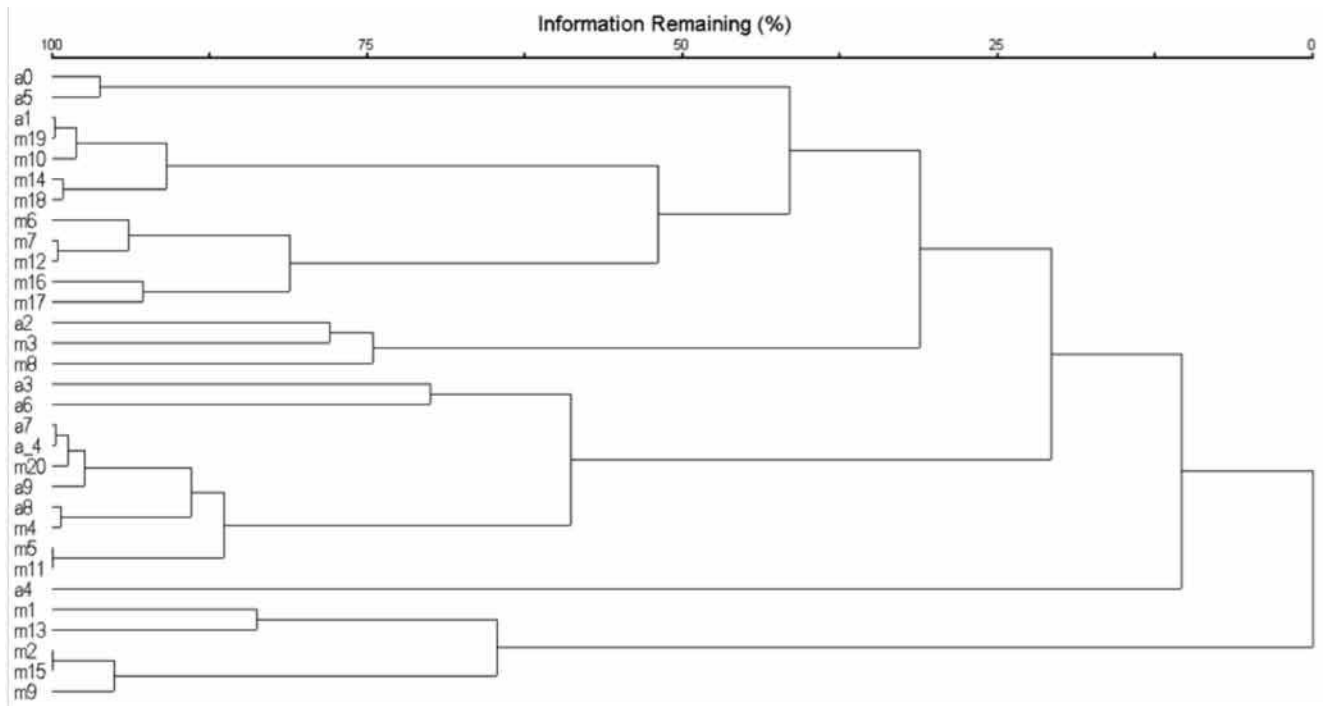 Information Remaining (%)
100 75 50 25 0
a0
a5
a1
m19
m10
m14
m18
m6
m7
m12
m16
m17
a2
m3
m8
a3
a6
a7
a_4
m20
a9
a8
m4
m5
m11
a4
m1
m13
m2
m15
m9